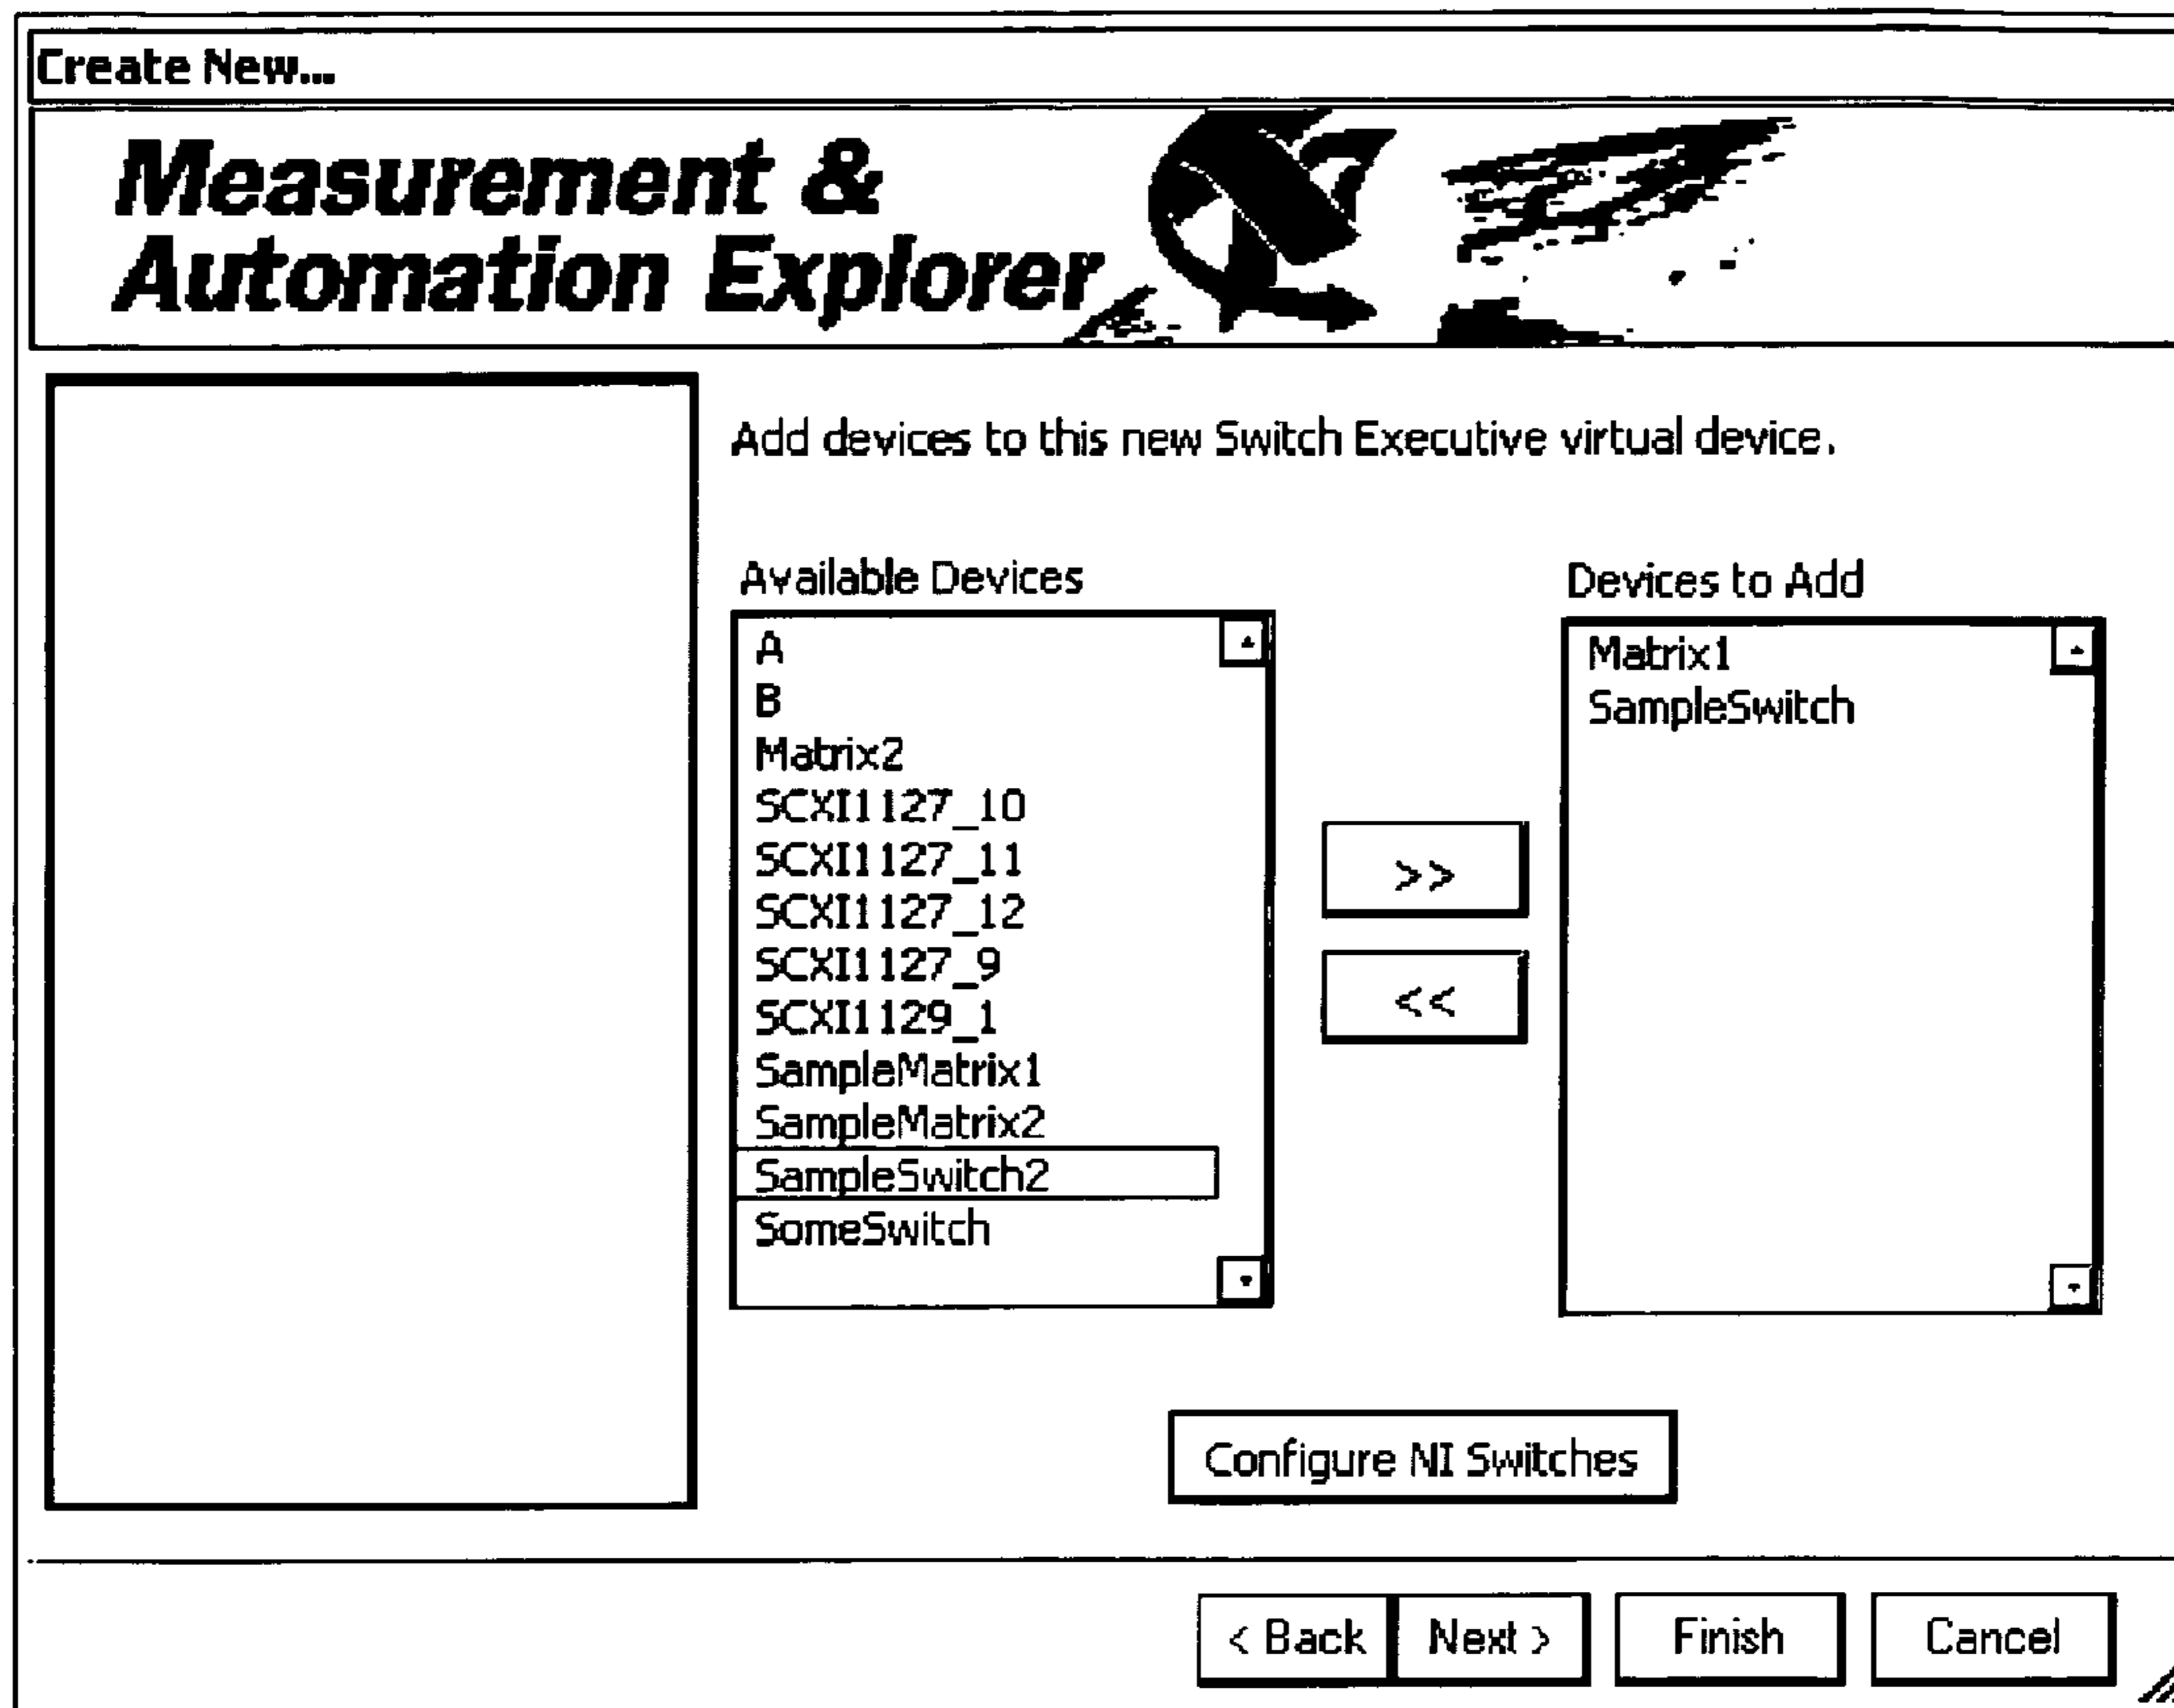 Create New...
Measurement &
Automation Explorer
Add devices to this new Switch Executive virtual device.
Available Devices
A
B
Matrix2
SCXI1127_10
SCXI1127_11
SCXI1127_12
SCXI1127_9
SCXI1129_1
SampleMatrix1
SampleMatrix2
SampleSwitch2
SomeSwitch
>>
<<
Devices to Add
Matrix1
SampleSwitch
Configure NI Switches
< Back
Next >
Finish
Cancel